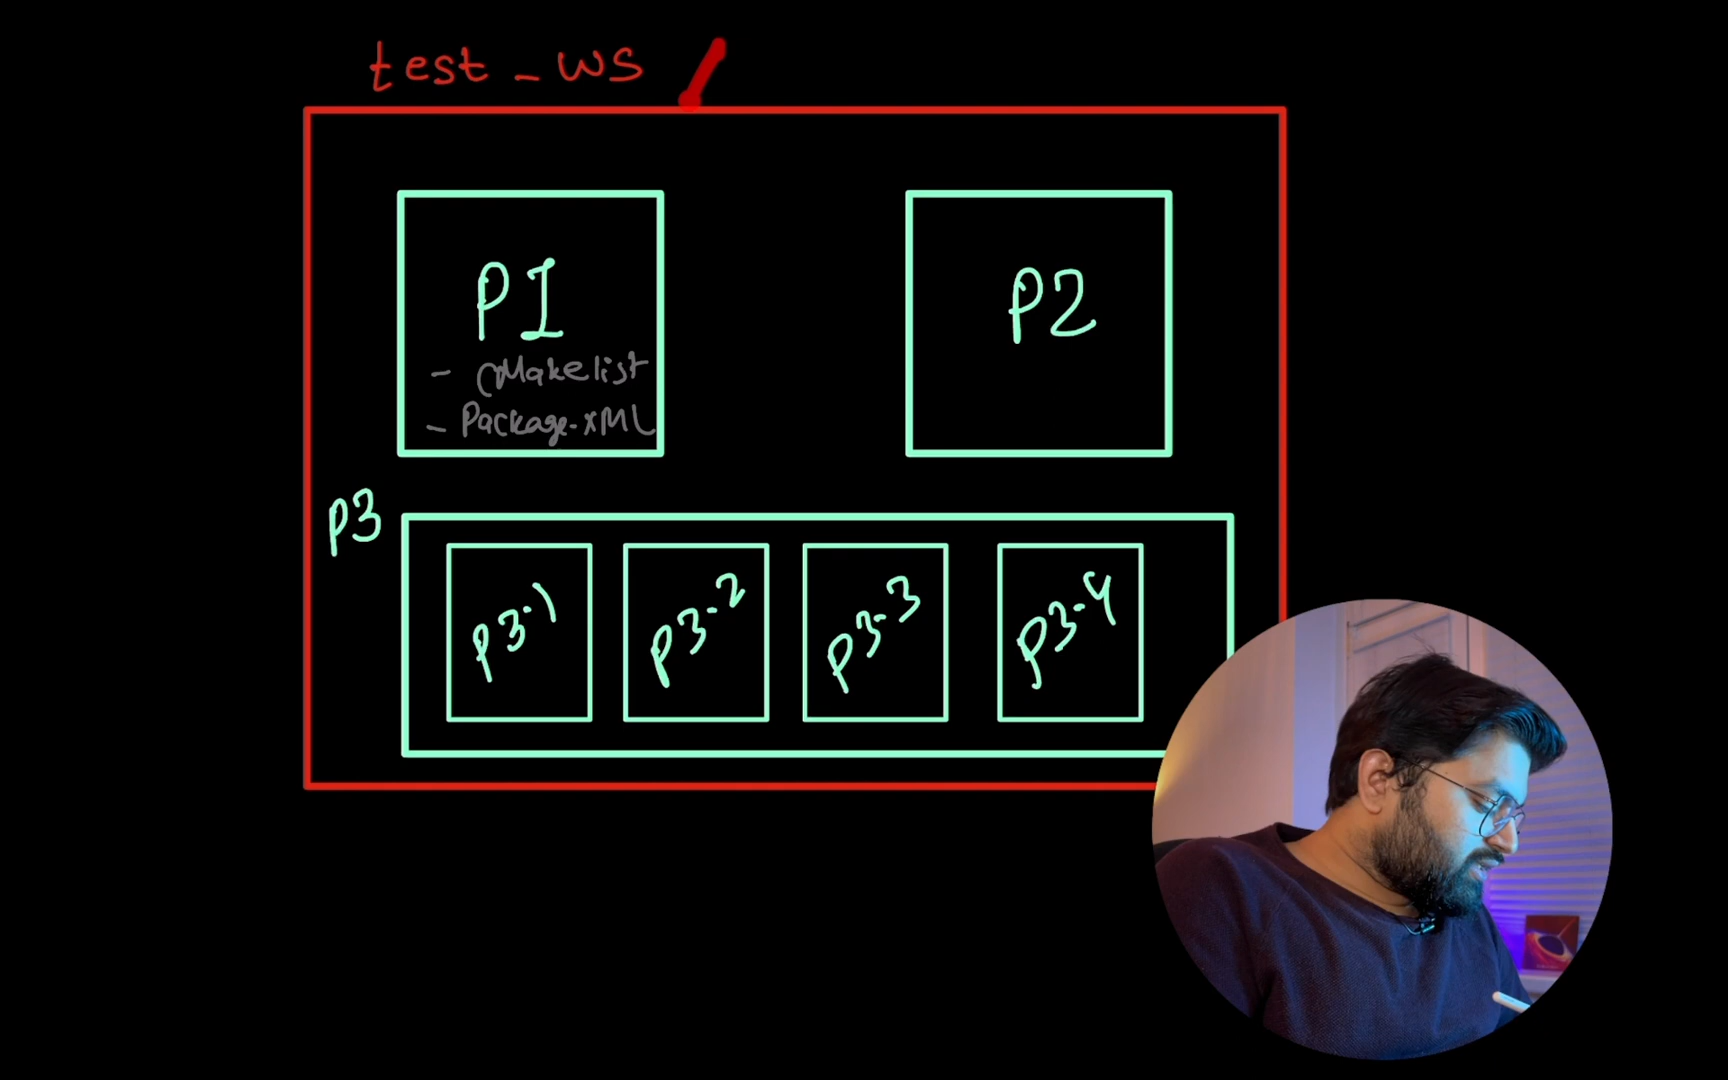 test_ws /
P1
- CMakelist
- Package.XML
P2
P3
P3-1
P3-2
P3-3
P3-4